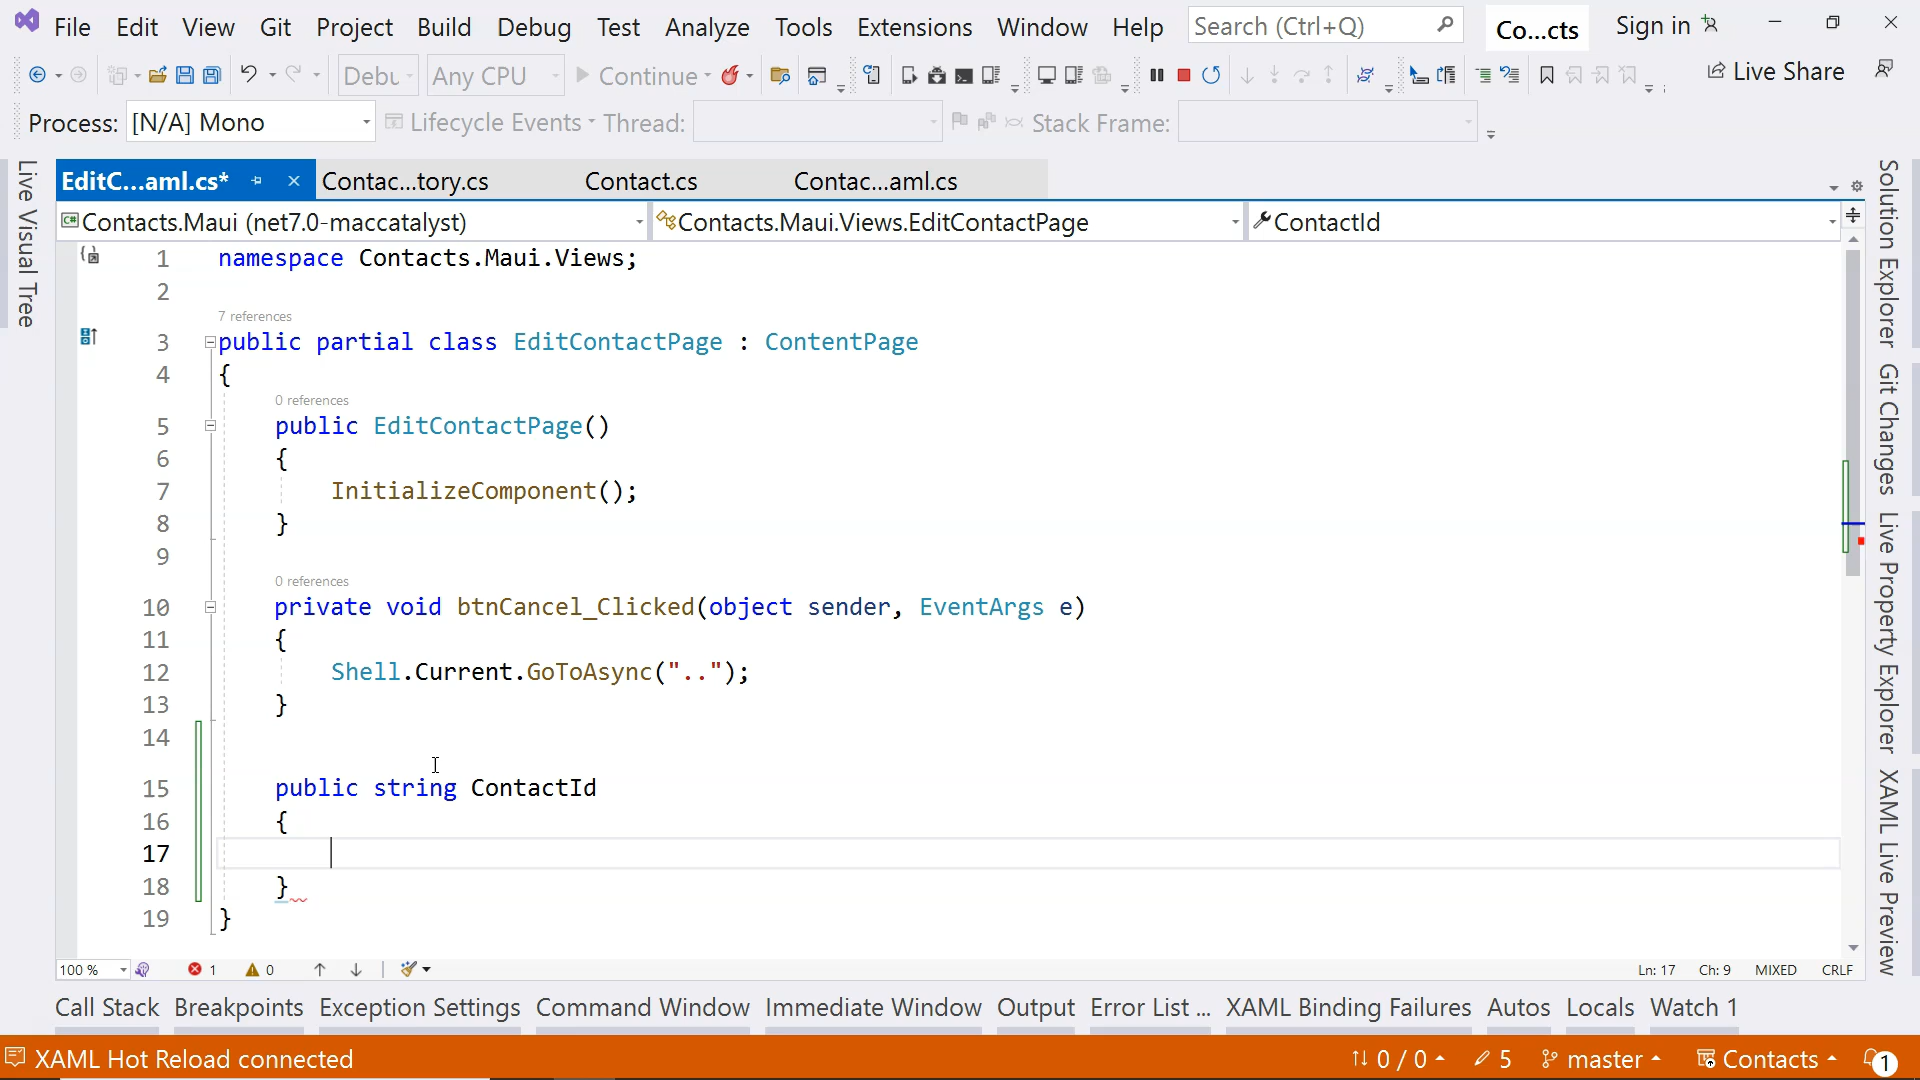 File Edit View Git Project Build Debug Test Analyze Tools Extensions Window Help Search (Ctrl+Q) Co...cts Sign in
Debu Any CPU Continue Live Share
Process: [N/A] Mono Lifecycle Events Thread: Stack Frame:
EditC...aml.cs* Contac...tory.cs Contact.cs Contac...aml.cs
Contacts.Maui (net7.0-maccatalyst) Contacts.Maui.Views.EditContactPage ContactId
1 namespace Contacts.Maui.Views;
2
7 references
3 public partial class EditContactPage : ContentPage
4 {
0 references
5 public EditContactPage()
6 {
7 InitializeComponent();
8 }
9
0 references
10 private void btnCancel_Clicked(object sender, EventArgs e)
11 {
12 Shell.Current.GoToAsync("..");
13 }
14
15 public string ContactId
16 {
17
18 }
19 }
Live Visual Tree
Solution Explorer
Git Changes
Live Property Explorer
XAML Live Preview
100 % 1 0 Ln: 17 Ch: 9 MIXED CRLF
Call Stack Breakpoints Exception Settings Command Window Immediate Window Output Error List ... XAML Binding Failures Autos Locals Watch 1
XAML Hot Reload connected 0 / 0 5 master Contacts 1